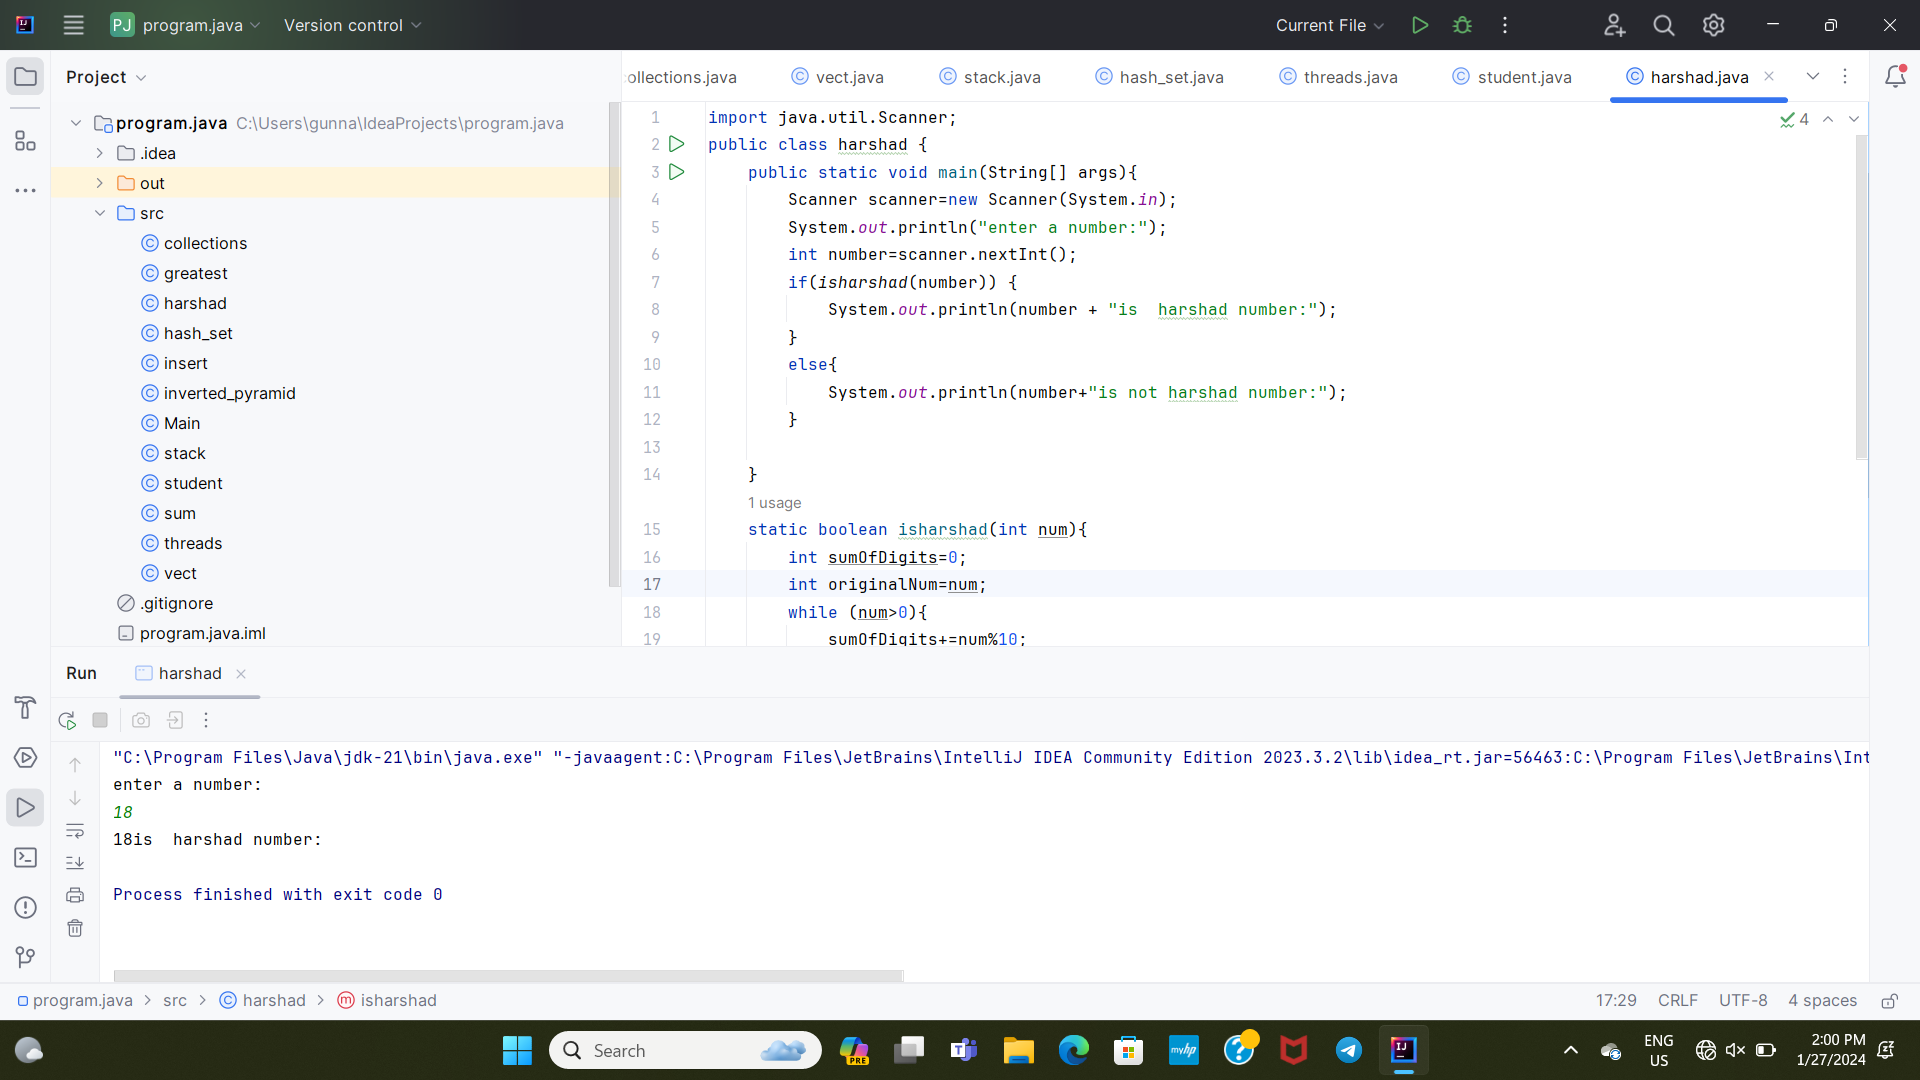 PJ program.java Version control Current File
Project
ollections.java vect.java stack.java hash_set.java threads.java student.java harshad.java
program.java C:\Users\gunna\IdeaProjects\program.java
.idea
out
src
collections
greatest
harshad
hash_set
insert
inverted_pyramid
Main
stack
student
sum
threads
vect
.gitignore
program.java.iml
4
1 import java.util.Scanner;
2 public class harshad {
3 public static void main(String[] args){
4 Scanner scanner=new Scanner(System.in);
5 System.out.println("enter a number:");
6 int number=scanner.nextInt();
7 if(isharshad(number)) {
8 System.out.println(number + "is  harshad number:");
9 }
10 else{
11 System.out.println(number+"is not harshad number:");
12 }
13
14 }
1 usage
15 static boolean isharshad(int num){
16 int sumOfDigits=0;
17 int originalNum=num;
18 while (num>0){
19 sumOfDigits+=num%10;
Run harshad
"C:\Program Files\Java\jdk-21\bin\java.exe" "-javaagent:C:\Program Files\JetBrains\IntelliJ IDEA Community Edition 2023.3.2\lib\idea_rt.jar=56463:C:\Program Files\JetBrains\Int
enter a number:
18
18is  harshad number:
Process finished with exit code 0
program.java > src > harshad > isharshad 17:29 CRLF UTF-8 4 spaces
Search
PRE
myhp
ENG
US
2:00 PM
1/27/2024